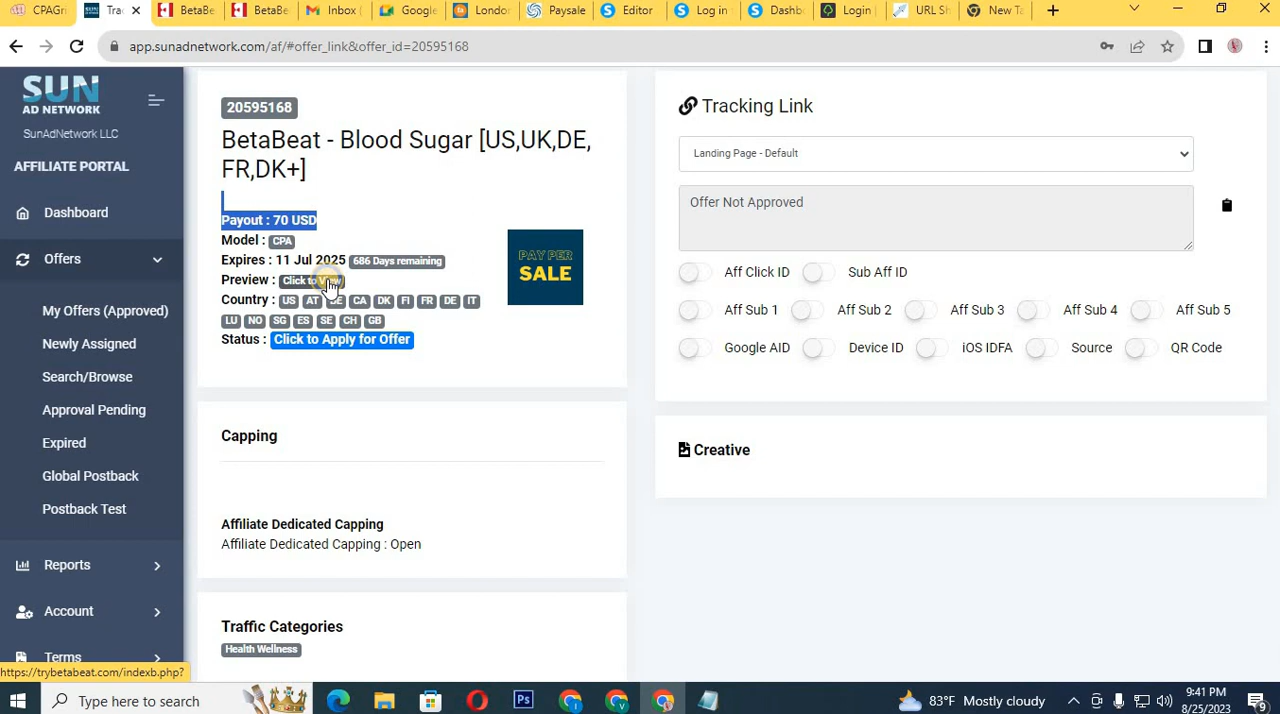 CPAGri
Tra
BetaBe
BetaBe
Inbox (
Google
Londo
Paysale
Editor
Log in
Dashb
Login
URL Sh
New Ta
app.sunadnetwork.com/af/#offer_link&offer_id=20595168
SUN
AD NETWORK
SunAdNetwork LLC
AFFILIATE PORTAL
Dashboard
Offers
My Offers (Approved)
Newly Assigned
Search/Browse
Approval Pending
Expired
Global Postback
Postback Test
Reports
Account
Terms
20595168
BetaBeat - Blood Sugar [US,UK,DE,
FR,DK+]
Payout : 70 USD
Model : CPA
Expires : 11 Jul 2025 686 Days remaining
Preview : Click to View
Country : US AT BE CA DK FI FR DE IT
LU NO SG ES SE CH GB
Status : Click to Apply for Offer
PAY PER
SALE
Capping
Affiliate Dedicated Capping
Affiliate Dedicated Capping : Open
Traffic Categories
Health Wellness
Tracking Link
Landing Page - Default
Offer Not Approved
Aff Click ID Sub Aff ID
Aff Sub 1 Aff Sub 2 Aff Sub 3 Aff Sub 4 Aff Sub 5
Google AID Device ID iOS IDFA Source QR Code
Creative
https://trybetabeat.com/indexb.php?
Type here to search
Ps
83°F Mostly cloudy
9:41 PM
8/25/2023
9